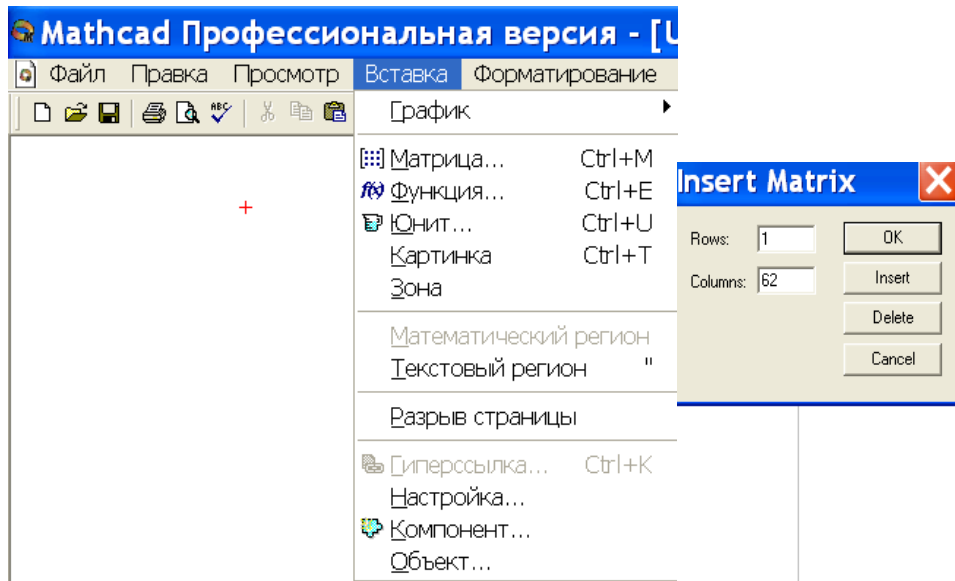 Mathcad Профессиональная версия - [U
Файл Правка Просмотр Вставка Форматирование
График
Матрица... Ctrl+M
Функция... Ctrl+E
Юнит... Ctrl+U
Картинка Ctrl+T
Зона
Математический регион
Текстовый регион "
Разрыв страницы
Гиперссылка... Ctrl+K
Настройка...
Компонент...
Объект...
Insert Matrix
Rows: 1 OK
Columns: 62 Insert
Delete
Cancel